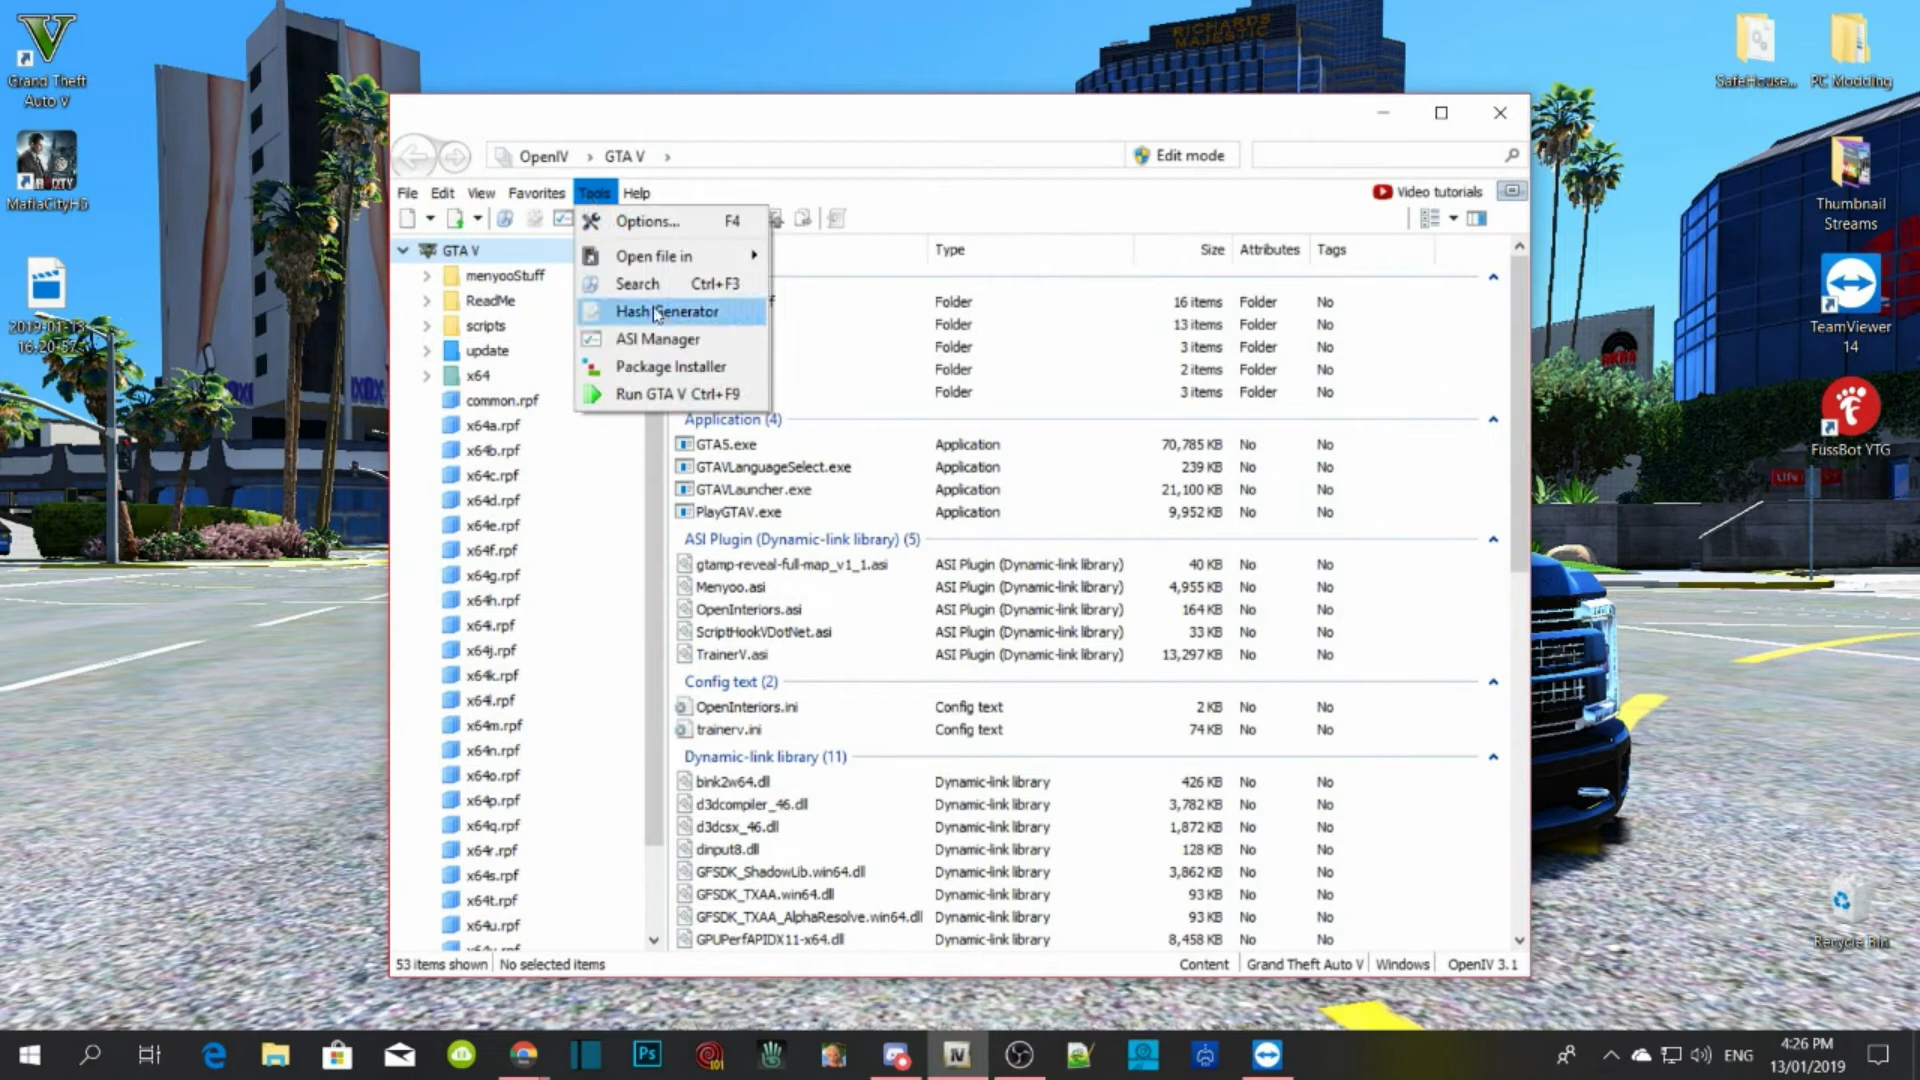 Grand Theft
Auto V
MafiaCityH5
2019-01-13
16-20-57...
RICHARDS
MAJESTIC
SafeHouse...
PC Modding
Thumbnail
Streams
TeamViewer
14
FussBot YTG
Recycle Bin
OpenIV › GTA V ›
Edit mode
File Edit View Favorites Tools Help
Video tutorials
Options... F4
Open file in
Search Ctrl+F3
Hash Generator
ASI Manager
Package Installer
Run GTA V Ctrl+F9
GTA V
menyooStuff
ReadMe
scripts
update
x64
common.rpf
x64a.rpf
x64b.rpf
x64c.rpf
x64d.rpf
x64e.rpf
x64f.rpf
x64g.rpf
x64h.rpf
x64i.rpf
x64j.rpf
x64k.rpf
x64l.rpf
x64m.rpf
x64n.rpf
x64o.rpf
x64p.rpf
x64q.rpf
x64r.rpf
x64s.rpf
x64t.rpf
x64u.rpf
Type Size Attributes Tags
Folder 16 items Folder No
Folder 13 items Folder No
Folder 3 items Folder No
Folder 2 items Folder No
Folder 3 items Folder No
Application (4)
GTA5.exe Application 70,785 KB No No
GTAVLanguageSelect.exe Application 239 KB No No
GTAVLauncher.exe Application 21,100 KB No No
PlayGTAV.exe Application 9,952 KB No No
ASI Plugin (Dynamic-link library) (5)
gtamp-reveal-full-map_v1_1.asi ASI Plugin (Dynamic-link library) 40 KB No No
Menyoo.asi ASI Plugin (Dynamic-link library) 4,955 KB No No
OpenInteriors.asi ASI Plugin (Dynamic-link library) 164 KB No No
ScriptHookVDotNet.asi ASI Plugin (Dynamic-link library) 33 KB No No
TrainerV.asi ASI Plugin (Dynamic-link library) 13,297 KB No No
Config text (2)
OpenInteriors.ini Config text 2 KB No No
trainerv.ini Config text 74 KB No No
Dynamic-link library (11)
bink2w64.dll Dynamic-link library 426 KB No No
d3dcompiler_46.dll Dynamic-link library 3,782 KB No No
d3dcsx_46.dll Dynamic-link library 1,872 KB No No
dinput8.dll Dynamic-link library 128 KB No No
GFSDK_ShadowLib.win64.dll Dynamic-link library 3,862 KB No No
GFSDK_TXAA.win64.dll Dynamic-link library 93 KB No No
GFSDK_TXAA_AlphaResolve.win64.dll Dynamic-link library 93 KB No No
GPUPerfAPIDX11-x64.dll Dynamic-link library 8,458 KB No No
53 items shown No selected items Content Grand Theft Auto V Windows OpenIV 3.1
Ps
IV
ENG
4:26 PM
13/01/2019